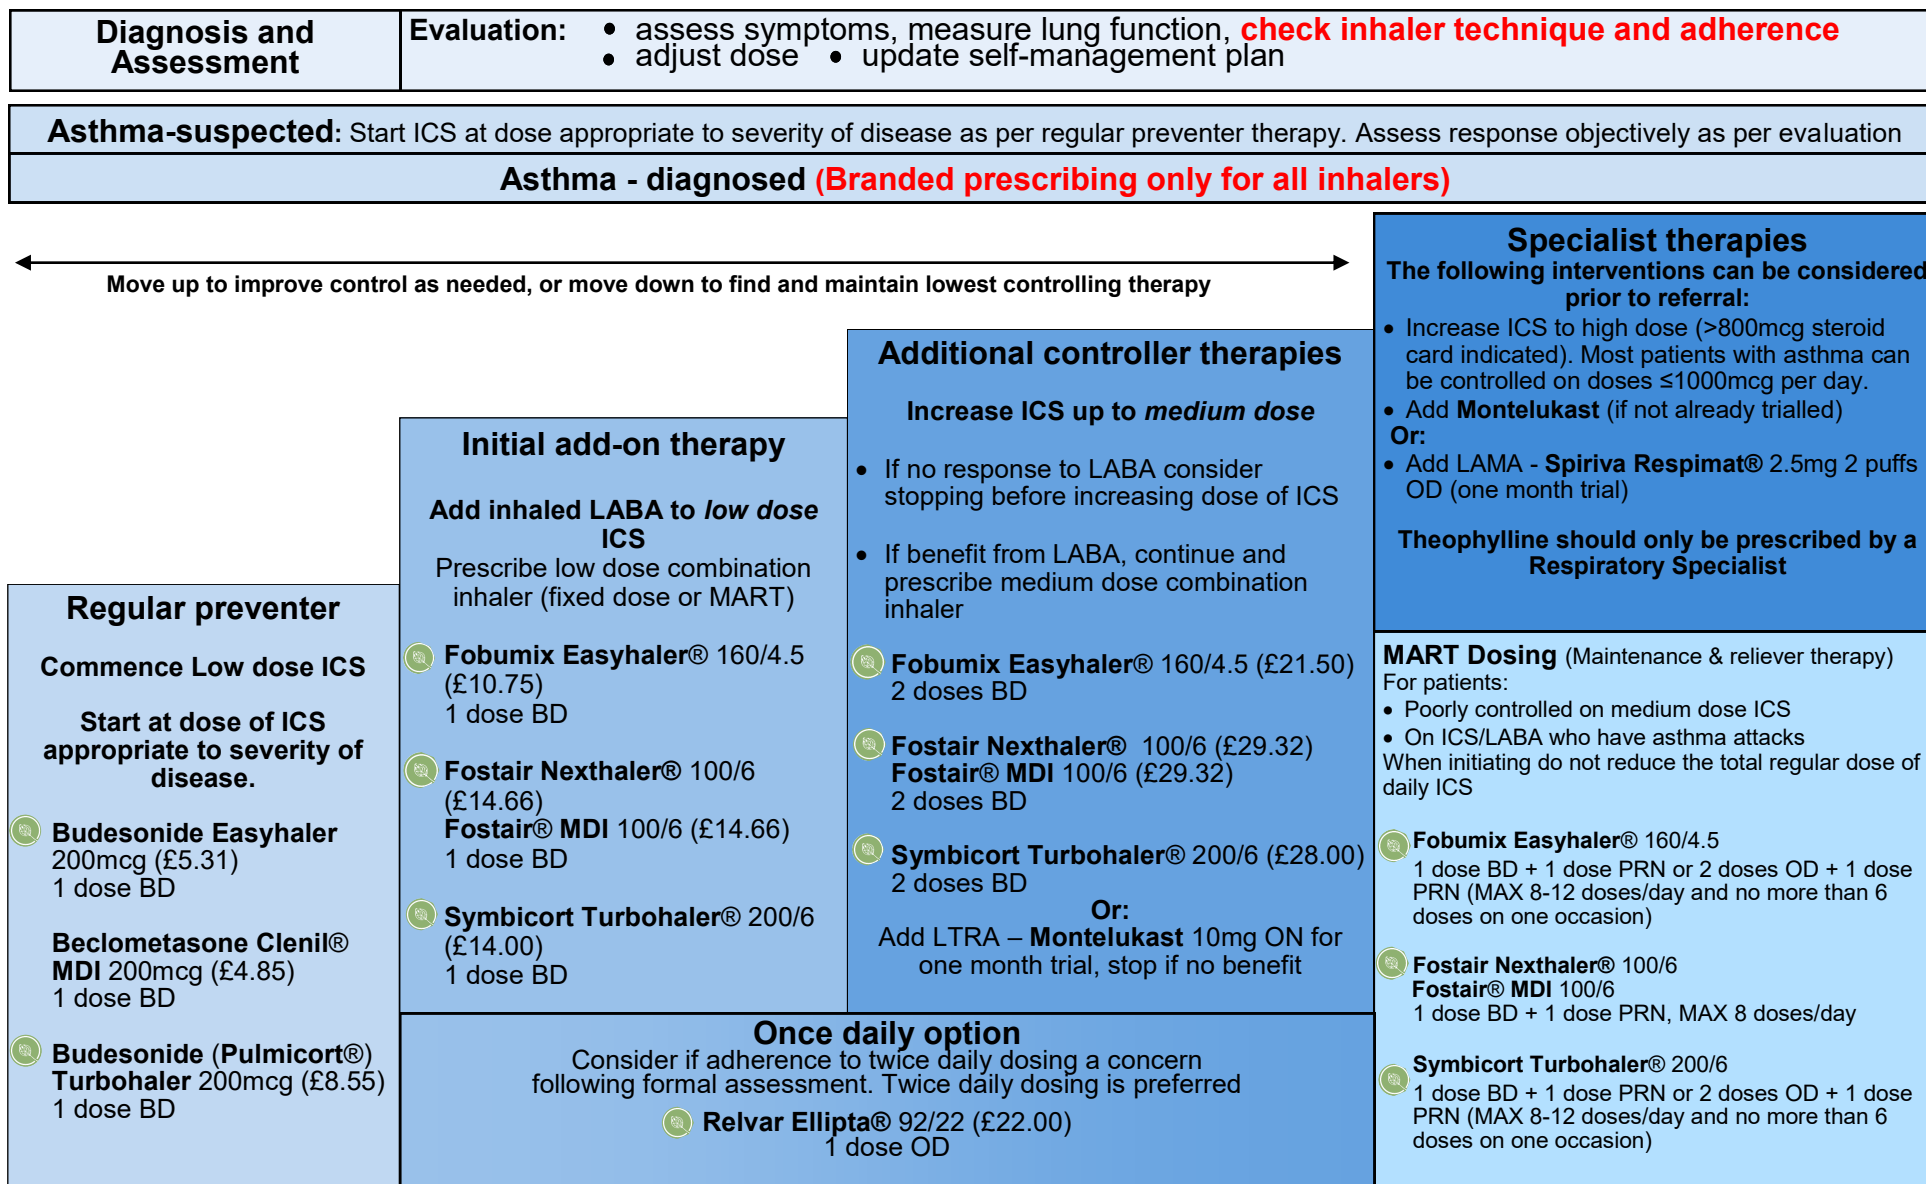 Diagnosis and
Assessment
Evaluation: • assess symptoms, measure lung function, check inhaler technique and adherence
• adjust dose • update self-management plan
Asthma-suspected: Start ICS at dose appropriate to severity of disease as per regular preventer therapy. Assess response objectively as per evaluation
Asthma - diagnosed (Branded prescribing only for all inhalers)
Move up to improve control as needed, or move down to find and maintain lowest controlling therapy
Regular preventer
Commence Low dose ICS
Start at dose of ICS
appropriate to severity of
disease.
Budesonide Easyhaler
200mcg (£5.31)
1 dose BD
Beclometasone Clenil®
MDI 200mcg (£4.85)
1 dose BD
Budesonide (Pulmicort®)
Turbohaler 200mcg (£8.55)
1 dose BD
Initial add-on therapy
Add inhaled LABA to low dose
ICS
Prescribe low dose combination
inhaler (fixed dose or MART)
Fobumix Easyhaler® 160/4.5
(£10.75)
1 dose BD
Fostair Nexthaler® 100/6
(£14.66)
Fostair® MDI 100/6 (£14.66)
1 dose BD
Symbicort Turbohaler® 200/6
(£14.00)
1 dose BD
Additional controller therapies
Increase ICS up to medium dose
• If no response to LABA consider
stopping before increasing dose of ICS
• If benefit from LABA, continue and
prescribe medium dose combination
inhaler
Fobumix Easyhaler® 160/4.5 (£21.50)
2 doses BD
Fostair Nexthaler® 100/6 (£29.32)
Fostair® MDI 100/6 (£29.32)
2 doses BD
Symbicort Turbohaler® 200/6 (£28.00)
2 doses BD
Or:
Add LTRA – Montelukast 10mg ON for
one month trial, stop if no benefit
Once daily option
Consider if adherence to twice daily dosing a concern
following formal assessment. Twice daily dosing is preferred
Relvar Ellipta® 92/22 (£22.00)
1 dose OD
Specialist therapies
The following interventions can be considered
prior to referral:
• Increase ICS to high dose (>800mcg steroid
card indicated). Most patients with asthma can
be controlled on doses ≤1000mcg per day.
• Add Montelukast (if not already trialled)
Or:
• Add LAMA - Spiriva Respimat® 2.5mg 2 puffs
OD (one month trial)
Theophylline should only be prescribed by a
Respiratory Specialist
MART Dosing (Maintenance & reliever therapy)
For patients:
• Poorly controlled on medium dose ICS
• On ICS/LABA who have asthma attacks
When initiating do not reduce the total regular dose of
daily ICS
Fobumix Easyhaler® 160/4.5
1 dose BD + 1 dose PRN or 2 doses OD + 1 dose
PRN (MAX 8-12 doses/day and no more than 6
doses on one occasion)
Fostair Nexthaler® 100/6
Fostair® MDI 100/6
1 dose BD + 1 dose PRN, MAX 8 doses/day
Symbicort Turbohaler® 200/6
1 dose BD + 1 dose PRN or 2 doses OD + 1 dose
PRN (MAX 8-12 doses/day and no more than 6
doses on one occasion)